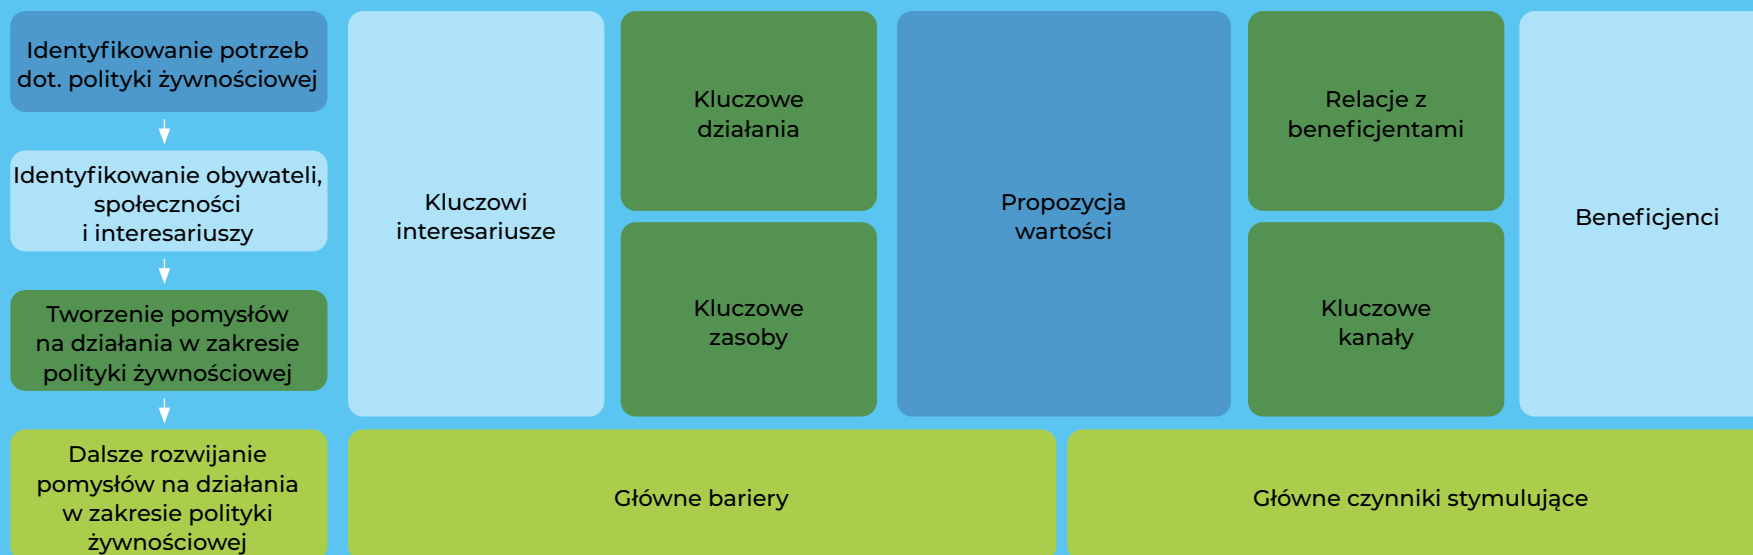 Identyfikowanie potrzeb
dot. polityki żywnościowej
Identyfikowanie obywateli,
społeczności
i interesariuszy
Tworzenie pomysłów
na działania w zakresie
polityki żywnościowej
Dalsze rozwijanie
pomysłów na działania
w zakresie polityki
żywnościowej
Kluczowi
interesariusze
Kluczowe
działania
Kluczowe
zasoby
Propozycja
wartości
Relacje z
beneficjentami
Kluczowe
kanały
Beneficjenci
Główne bariery
Główne czynniki stymulujące